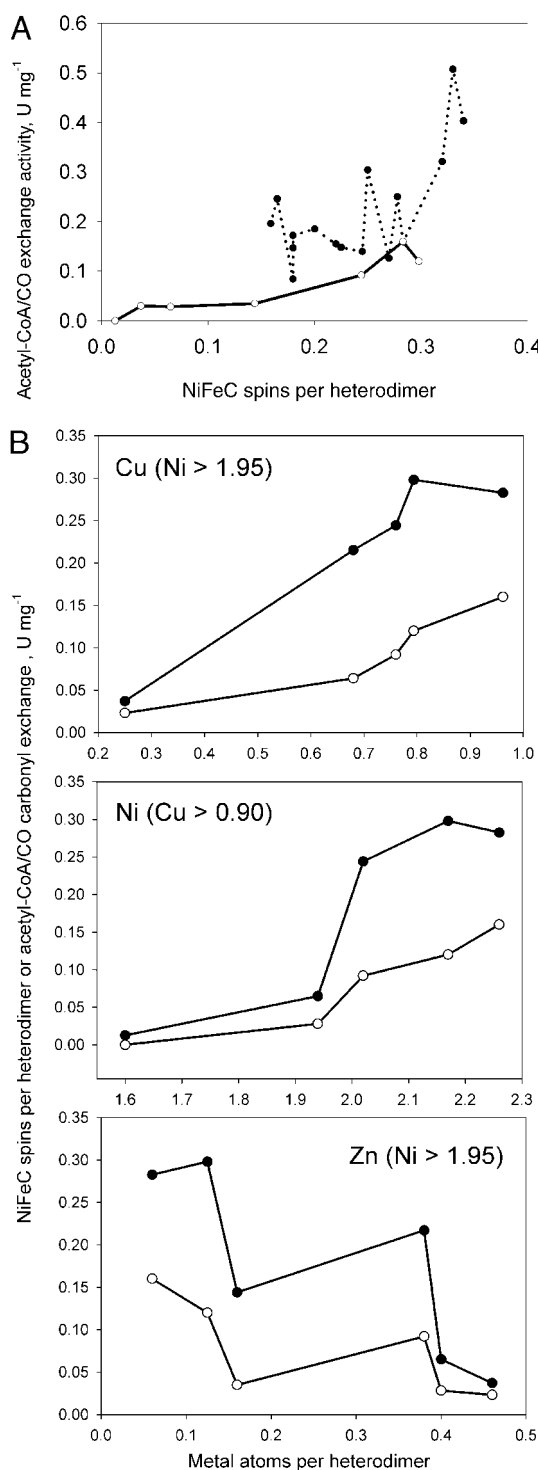 A
Acetyl-CoA/CO exchange activity, U mg-1
0.6
0.5
0.4
0.3
0.2
0.1
0.0
0.0 0.1 0.2 0.3 0.4
NiFeC spins per heterodimer
B
NiFeC spins per heterodimer or acetyl-CoA/CO carbonyl exchange , U mg-1
0.35
Cu (Ni > 1.95)
0.30
0.25
0.20
0.15
0.10
0.05
0.00
0.2 0.3 0.4 0.5 0.6 0.7 0.8 0.9 1.0
0.35
Ni (Cu > 0.90)
0.30
0.25
0.20
0.15
0.10
0.05
0.00
1.6 1.7 1.8 1.9 2.0 2.1 2.2 2.3
0.35
Zn (Ni > 1.95)
0.30
0.25
0.20
0.15
0.10
0.05
0.00
0.0 0.1 0.2 0.3 0.4 0.5
Metal atoms per heterodimer